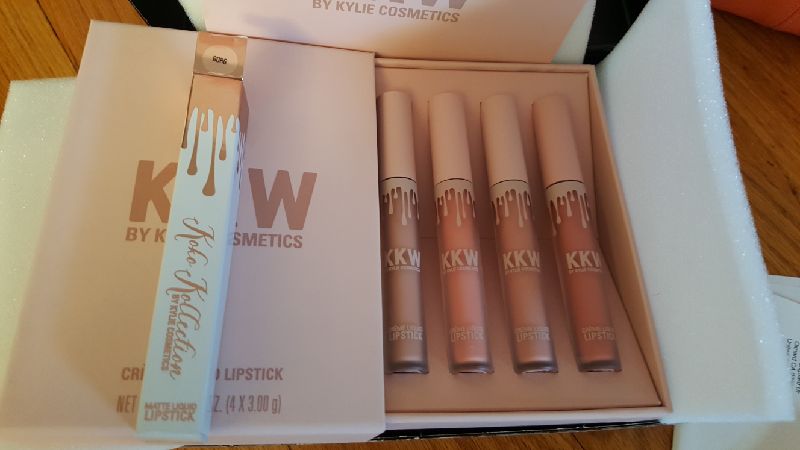 KKW
BY KYLIE COSMETICS
GORG
KKW
BY KYLIE COSMETICS
Koko Kollection
BY KYLIE COSMETICS
MATTE LIQUID
LIPSTICK
LIPSTICK
NET
OZ. (4 X 3.00 g)
KKW
BY KYLIE COSMETICS
CRÈME LIQUID
LIPSTICK
KKW
BY KYLIE COSMETICS
CRÈME LIQUID
LIPSTICK
KKW
BY KYLIE COSMETICS
CRÈME LIQUID
LIPSTICK
KKW
BY KYLIE COSMETICS
CRÈME LIQUID
LIPSTICK